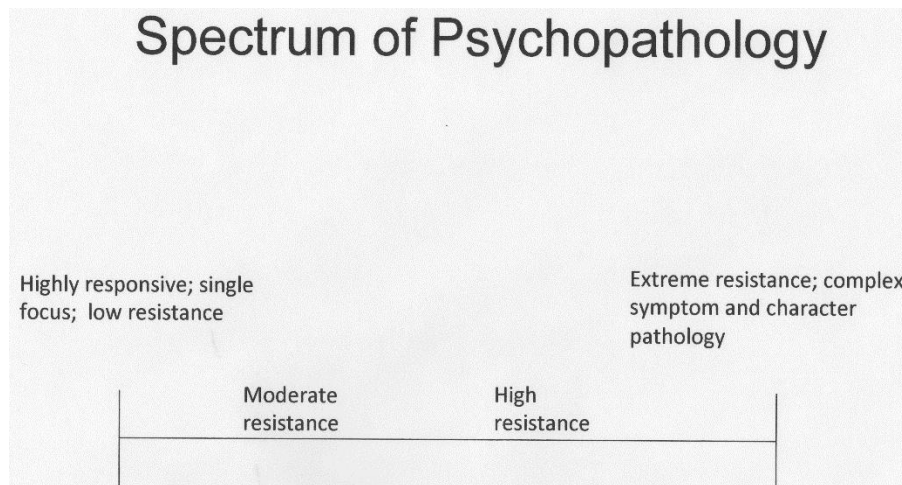 Spectrum of Psychopathology
Highly responsive; single
focus; low resistance
Extreme resistance; complex
symptom and character
pathology
Moderate
resistance
High
resistance